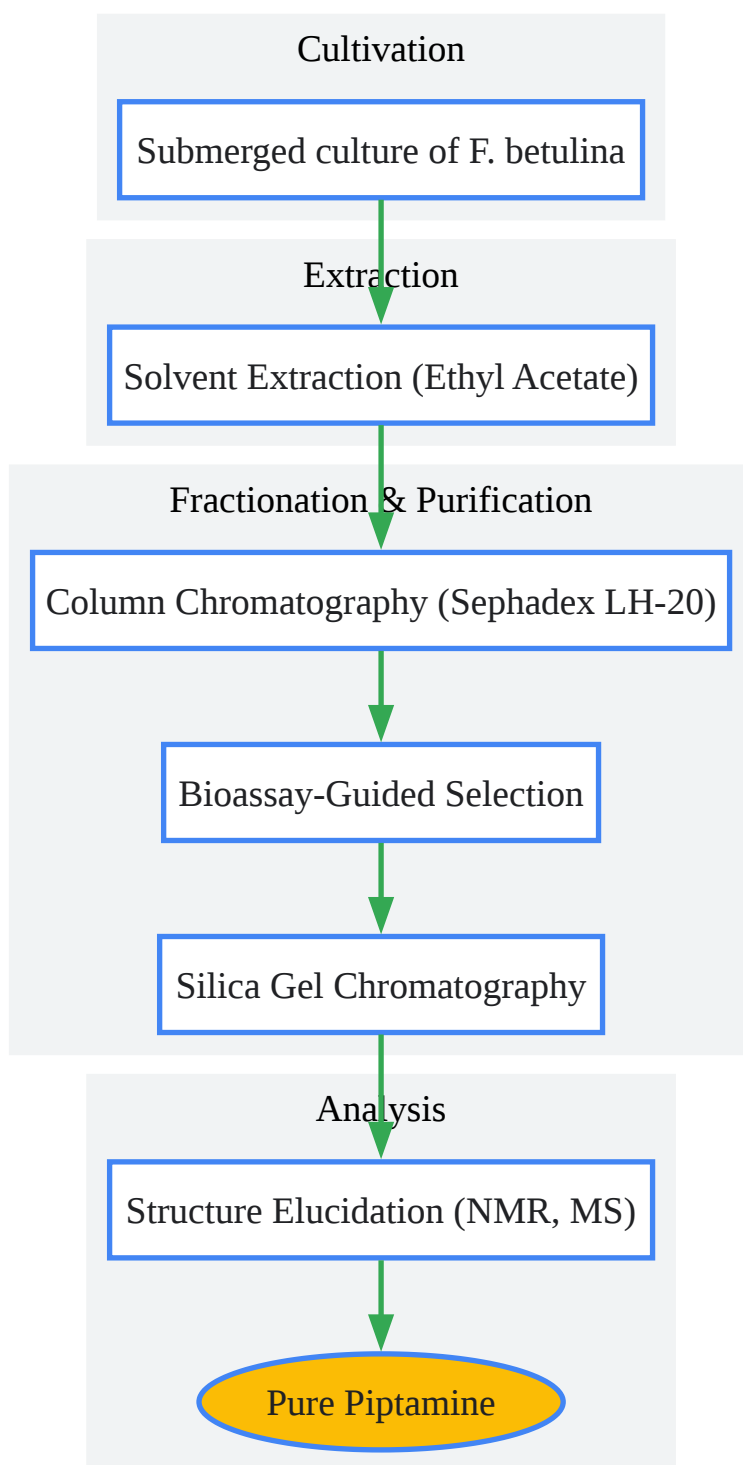 Cultivation
Submerged culture of F. betulina
Extraction
Solvent Extraction (Ethyl Acetate)
Fractionation & Purification
Column Chromatography (Sephadex LH-20)
Bioassay-Guided Selection
Silica Gel Chromatography
Analysis
Structure Elucidation (NMR, MS)
Pure Piptamine